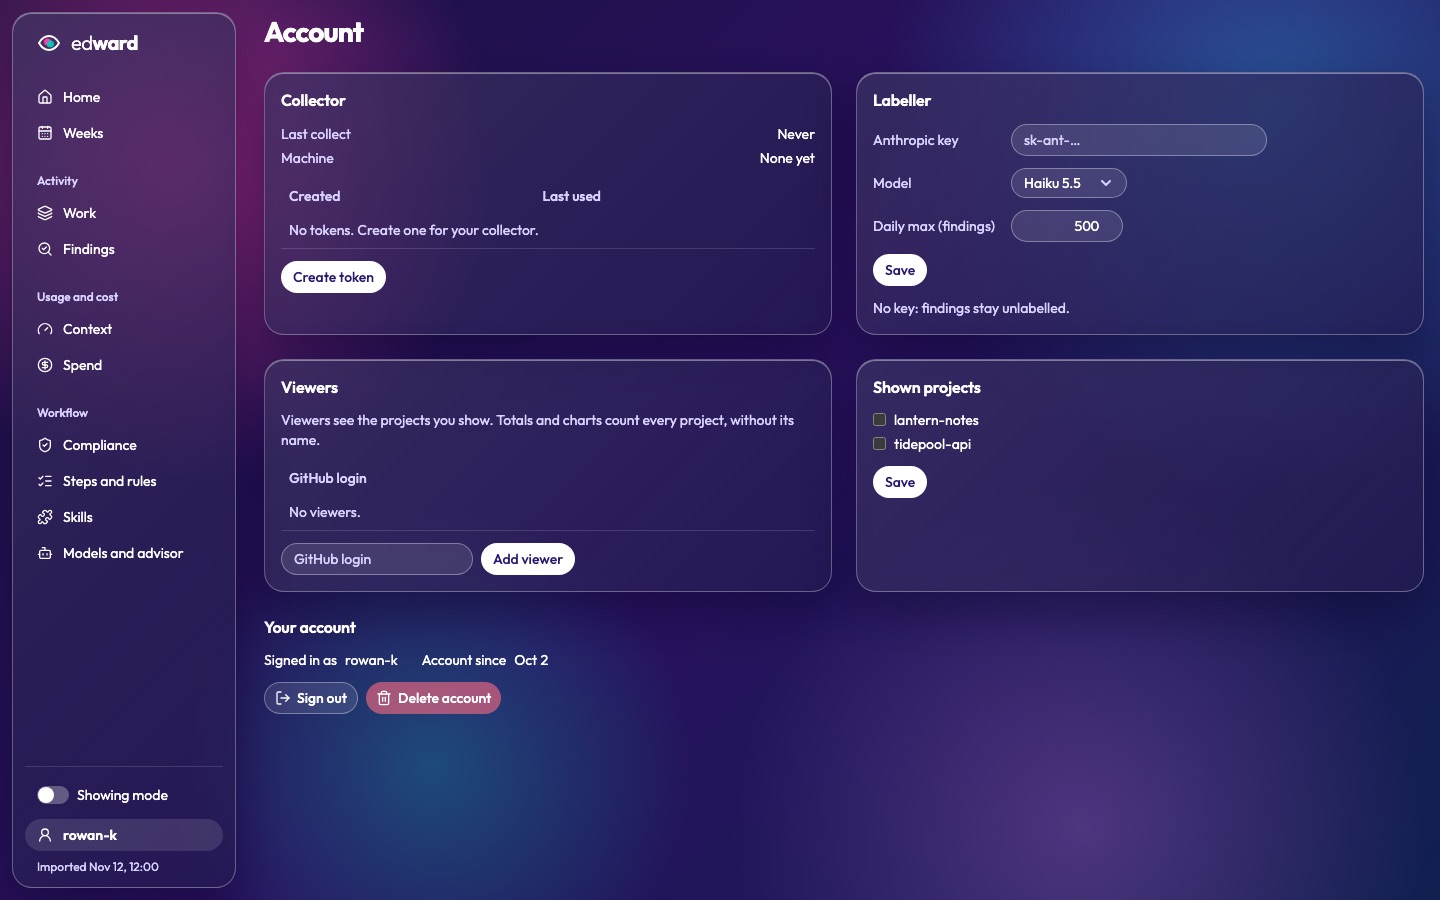 edward
Home
Weeks
Activity
Work
Findings
Usage and cost
Context
Spend
Workflow
Compliance
Steps and rules
Skills
Models and advisor
Showing mode
rowan-k
Imported Nov 12, 12:00
Account
Collector
Last collect Never
Machine None yet
Created Last used
No tokens. Create one for your collector.
Create token
Labeller
Anthropic key sk-ant-...
Model Haiku 5.5
Daily max (findings) 500
Save
No key: findings stay unlabelled.
Viewers
Viewers see the projects you show. Totals and charts count every project, without its
name.
GitHub login
No viewers.
GitHub login Add viewer
Shown projects
lantern-notes
tidepool-api
Save
Your account
Signed in as rowan-k Account since Oct 2
Sign out Delete account